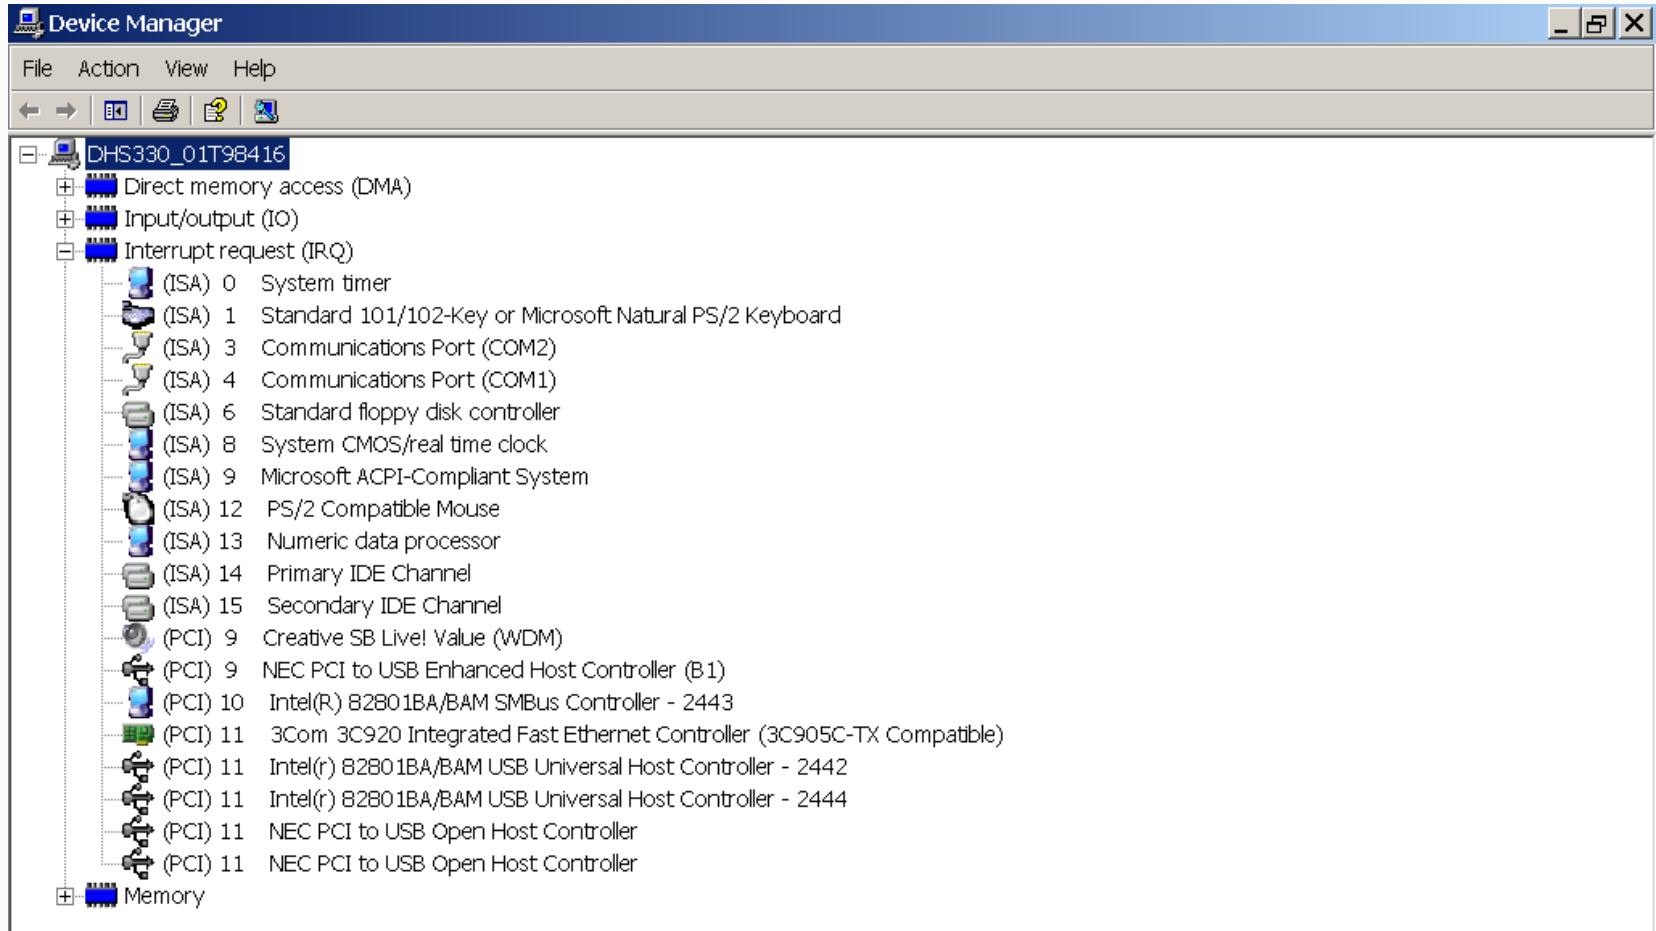 Device Manager
File Action View Help
DHS330_01T98416
Direct memory access (DMA)
Input/output (IO)
Interrupt request (IRQ)
(ISA) 0 System timer
(ISA) 1 Standard 101/102-Key or Microsoft Natural PS/2 Keyboard
(ISA) 3 Communications Port (COM2)
(ISA) 4 Communications Port (COM1)
(ISA) 6 Standard floppy disk controller
(ISA) 8 System CMOS/real time clock
(ISA) 9 Microsoft ACPI-Compliant System
(ISA) 12 PS/2 Compatible Mouse
(ISA) 13 Numeric data processor
(ISA) 14 Primary IDE Channel
(ISA) 15 Secondary IDE Channel
(PCI) 9 Creative SB Live! Value (WDM)
(PCI) 9 NEC PCI to USB Enhanced Host Controller (B1)
(PCI) 10 Intel(R) 82801BA/BAM SMBus Controller - 2443
(PCI) 11 3Com 3C920 Integrated Fast Ethernet Controller (3C905C-TX Compatible)
(PCI) 11 Intel(r) 82801BA/BAM USB Universal Host Controller - 2442
(PCI) 11 Intel(r) 82801BA/BAM USB Universal Host Controller - 2444
(PCI) 11 NEC PCI to USB Open Host Controller
(PCI) 11 NEC PCI to USB Open Host Controller
Memory